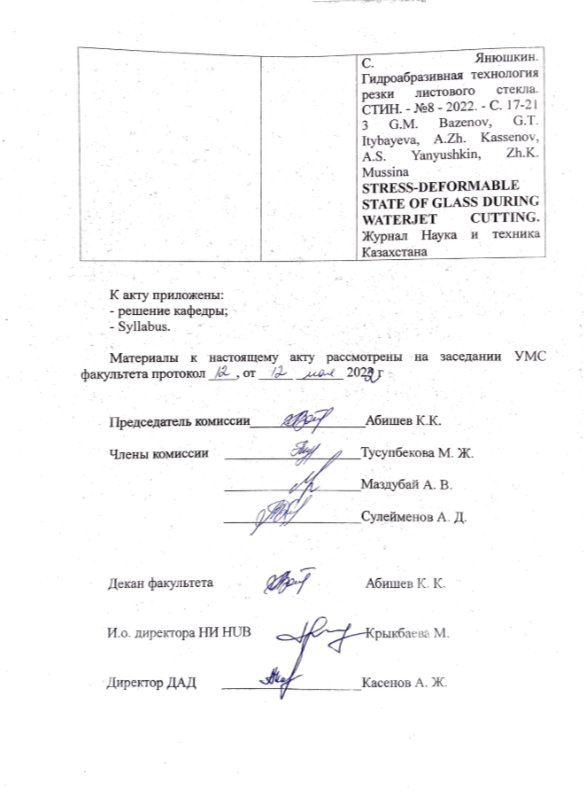 С. Янюшкин.
Гидроабразивная технология
резки листового стекла.
СТИН. - №8 - 2022. - С. 17-21
3 G.M. Bazenov, G.T.
Itybayeva, A.Zh. Kassenov,
A.S. Yanyushkin, Zh.K.
Mussina
STRESS-DEFORMABLE
STATE OF GLASS DURING
WATERJET CUTTING.
Журнал Наука и техника
Казахстана
К акту приложены:
- решение кафедры;
- Syllabus.
Материалы к настоящему акту рассмотрены на заседании УМС
факультета протокол 12, от 12 мая 202 г
Председатель комиссии Абишев К.К.
Члены комиссии Тусупбекова М. Ж.
Маздубай А. В.
Сулейменов А. Д.
Декан факультета Абишев К. К.
И.о. директора НИ HUB Крыкбаева М.
Директор ДАД Касенов А. Ж.